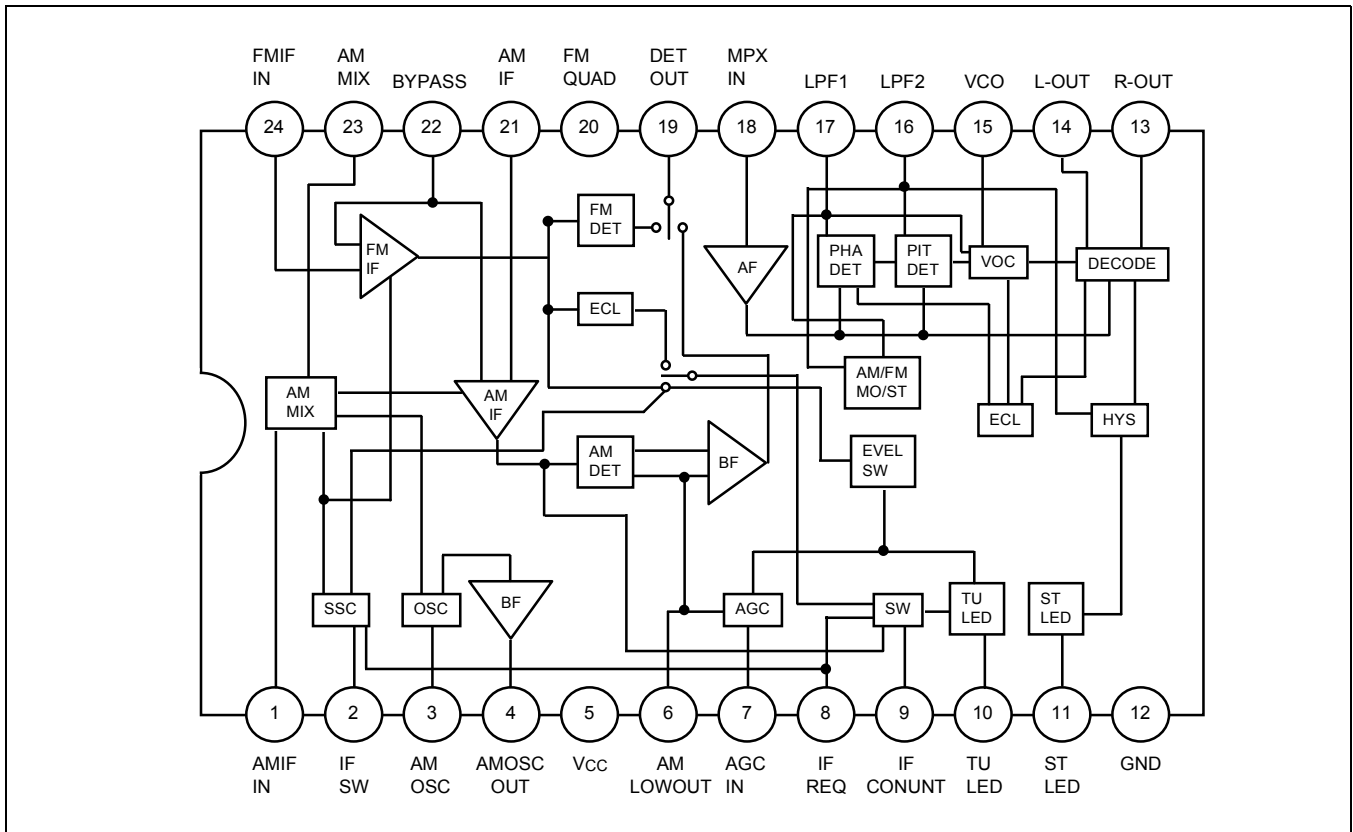 FMIF IN
AM MIX
BYPASS
AM IF
FM QUAD
DET OUT
MPX IN
LPF1
LPF2
VCO
L-OUT
R-OUT
24
23
22
21
20
19
18
17
16
15
14
13
FM IF
FM DET
AF
PHA DET
PIT DET
VOC
DECODE
ECL
AM/FM MO/ST
AM MIX
AM IF
ECL
HYS
AM DET
BF
EVEL SW
SSC
OSC
BF
AGC
SW
TU LED
ST LED
1
2
3
4
5
6
7
8
9
10
11
12
AMIF IN
IF SW
AM OSC
AMOSC OUT
VCC
AM LOWOUT
AGC IN
IF REQ
IF CONUNT
TU LED
ST LED
GND